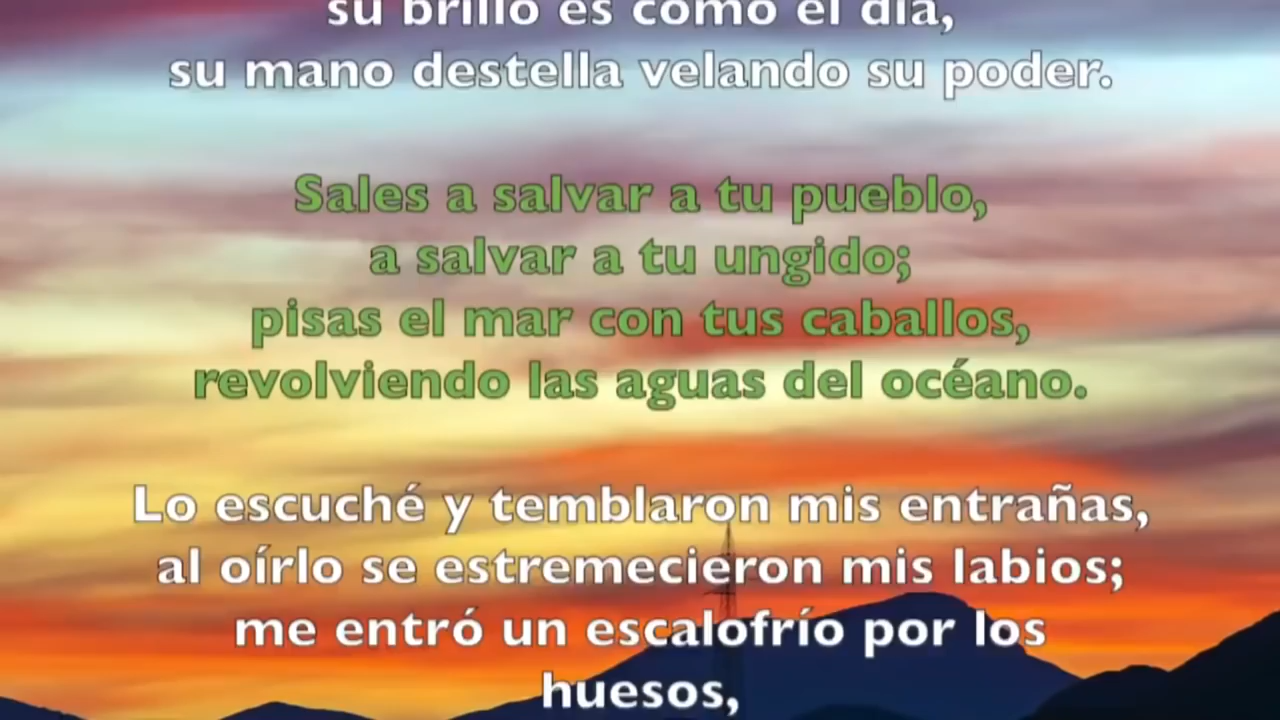 su brillo es como el día,
su mano destella velando su poder.
Sales a salvar a tu pueblo,
a salvar a tu ungido;
pisas el mar con tus caballos,
revolviendo las aguas del océano.
Lo escuché y temblaron mis entrañas,
al oírlo se estremecieron mis labios;
me entró un escalofrío por los
huesos,